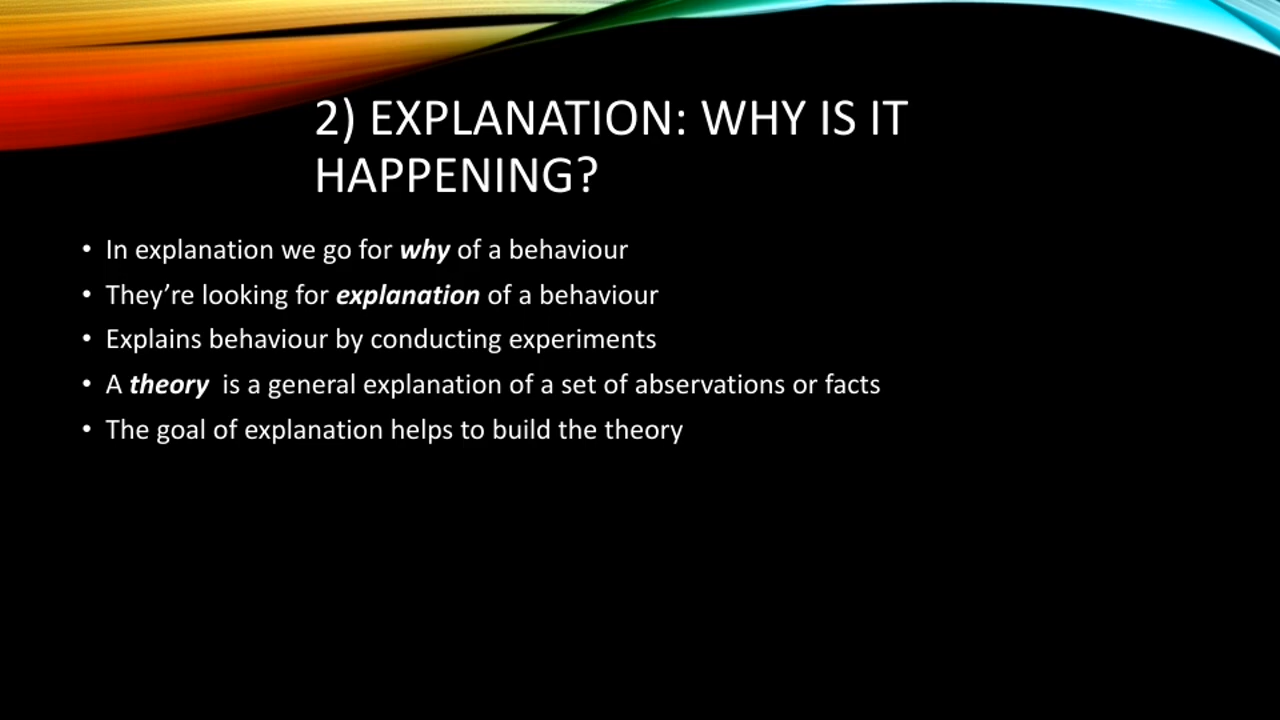 2) EXPLANATION: WHY IS IT
HAPPENING?
• In explanation we go for why of a behaviour
• They’re looking for explanation of a behaviour
• Explains behaviour by conducting experiments
• A theory is a general explanation of a set of abservations or facts
• The goal of explanation helps to build the theory